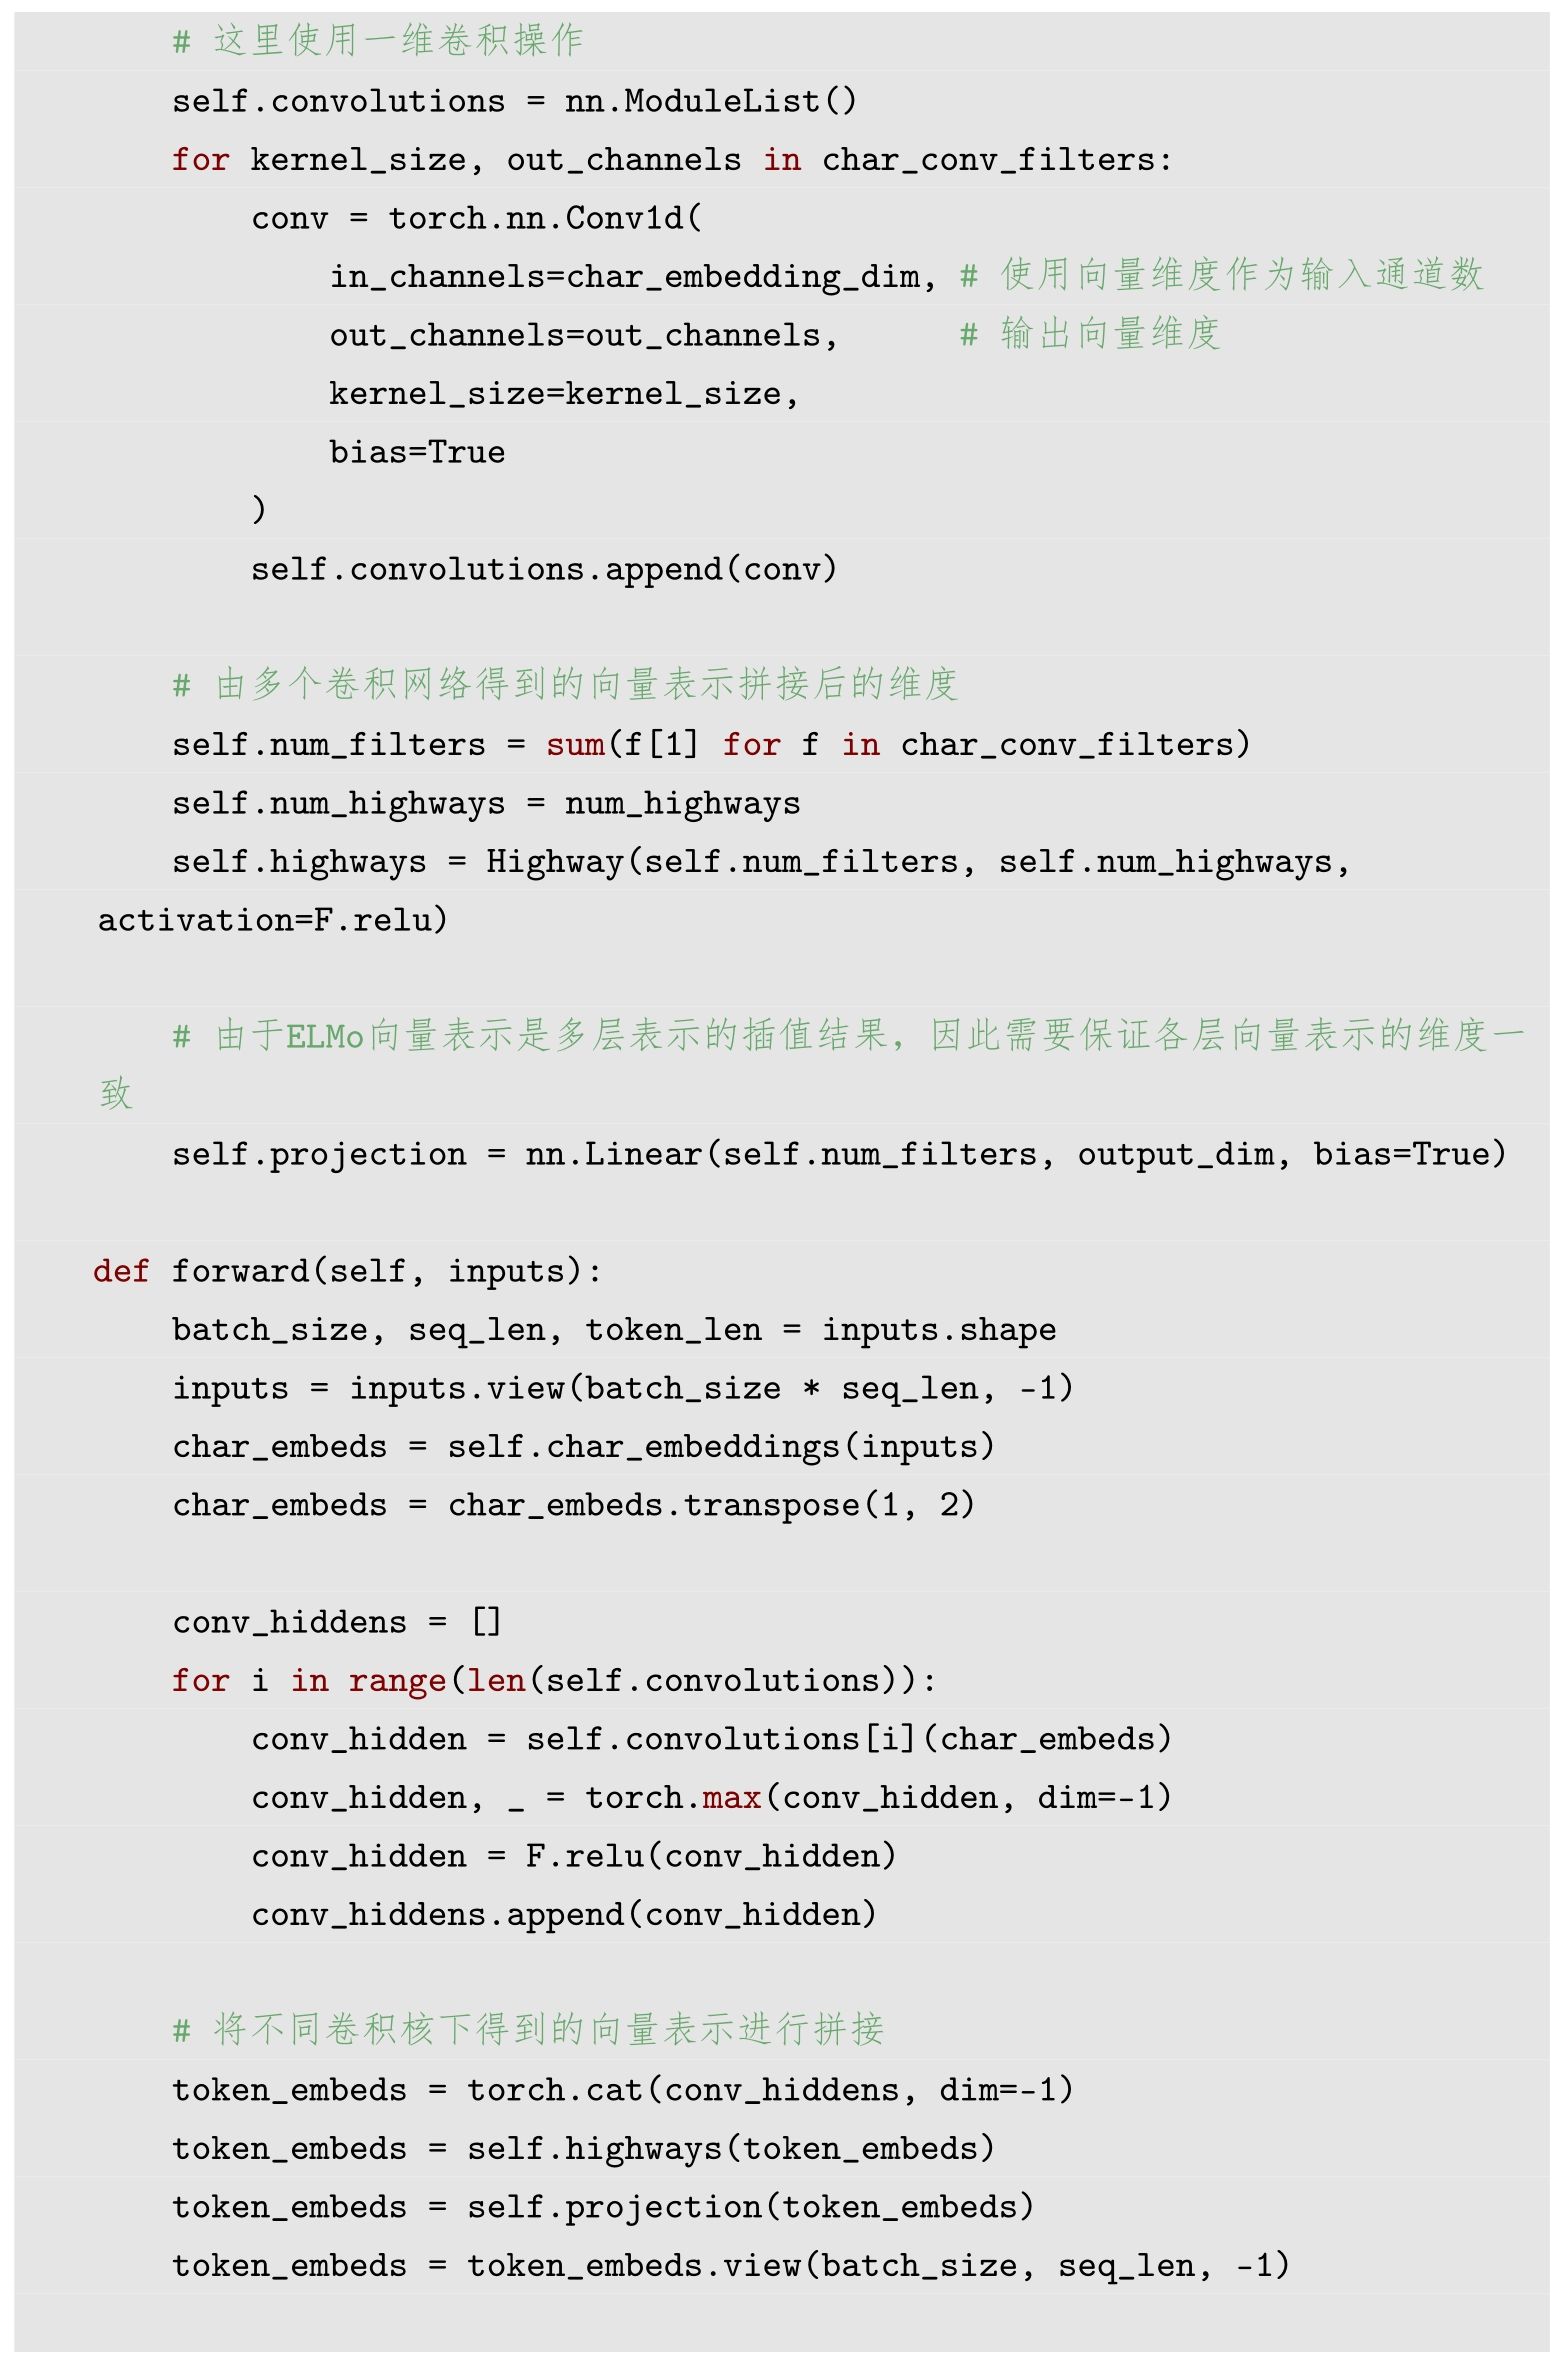 # 这里使用一维卷积操作
self.convolutions = nn.ModuleList()
for kernel_size, out_channels in char_conv_filters:
    conv = torch.nn.Conv1d(
        in_channels=char_embedding_dim, # 使用向量维度作为输入通道数
        out_channels=out_channels,      # 输出向量维度
        kernel_size=kernel_size,
        bias=True
    )
    self.convolutions.append(conv)
# 由多个卷积网络得到的向量表示拼接后的维度
self.num_filters = sum(f[1] for f in char_conv_filters)
self.num_highways = num_highways
self.highways = Highway(self.num_filters, self.num_highways,
activation=F.relu)
# 由于ELMo向量表示是多层表示的插值结果，因此需要保证各层向量表示的维度一
致
self.projection = nn.Linear(self.num_filters, output_dim, bias=True)
def forward(self, inputs):
    batch_size, seq_len, token_len = inputs.shape
    inputs = inputs.view(batch_size * seq_len, -1)
    char_embeds = self.char_embeddings(inputs)
    char_embeds = char_embeds.transpose(1, 2)
    conv_hiddens = []
    for i in range(len(self.convolutions)):
        conv_hidden = self.convolutions[i](char_embeds)
        conv_hidden, _ = torch.max(conv_hidden, dim=-1)
        conv_hidden = F.relu(conv_hidden)
        conv_hiddens.append(conv_hidden)
    # 将不同卷积核下得到的向量表示进行拼接
    token_embeds = torch.cat(conv_hiddens, dim=-1)
    token_embeds = self.highways(token_embeds)
    token_embeds = self.projection(token_embeds)
    token_embeds = token_embeds.view(batch_size, seq_len, -1)